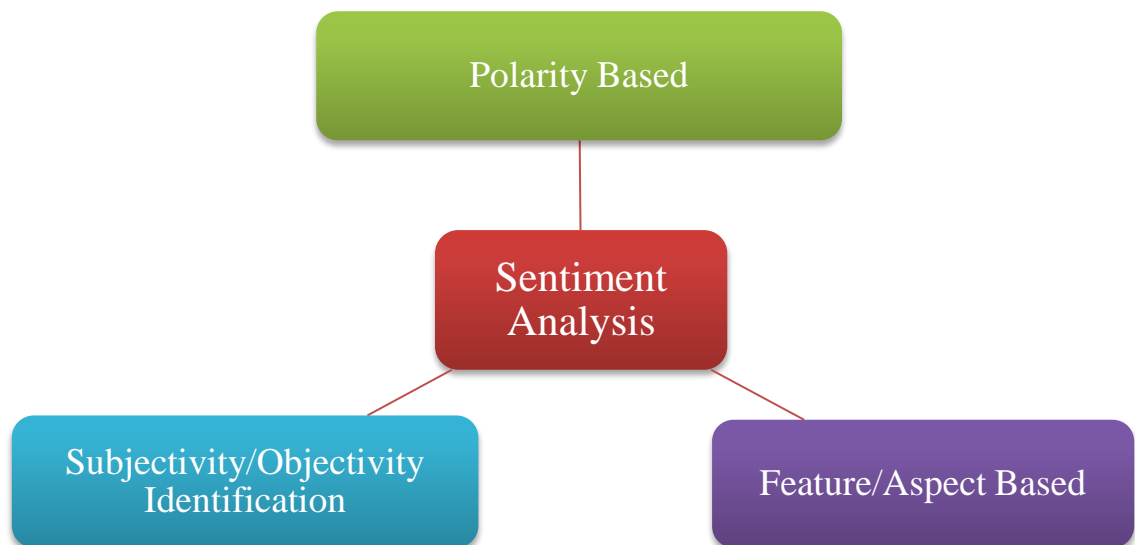 Polarity Based
Sentiment
Analysis
Subjectivity/Objectivity
Identification
Feature/Aspect Based